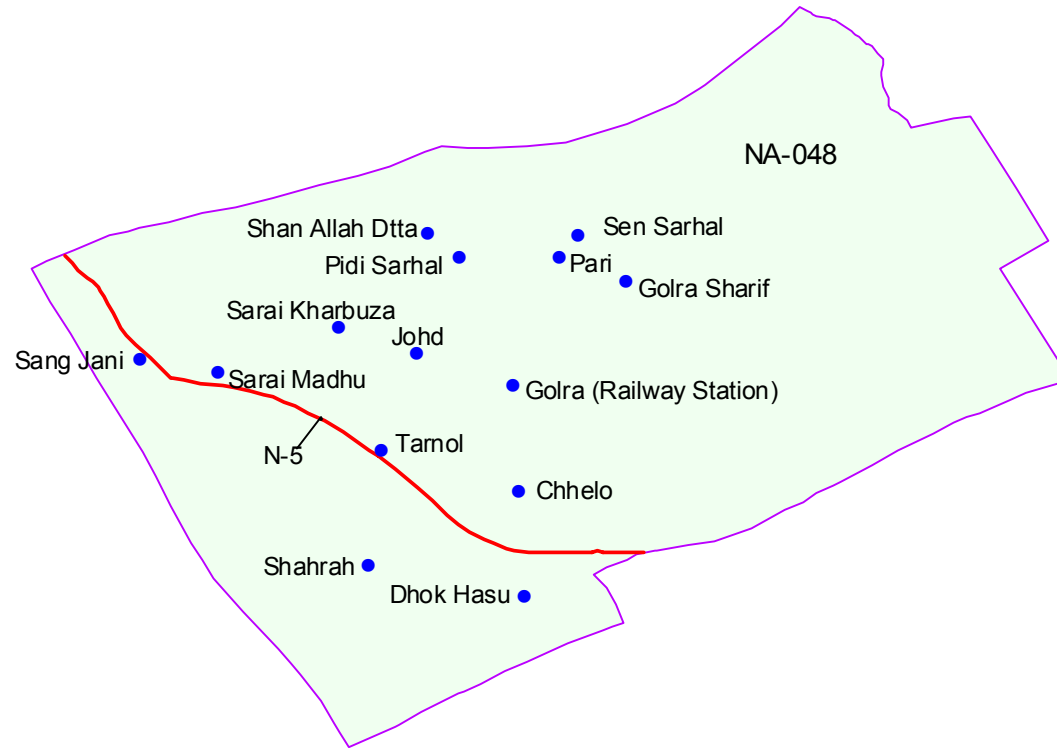 NA-048
Shan Allah Dtta
Sen Sarhal
Pidi Sarhal
Pari
Golra Sharif
Sarai Kharbuza
Johd
Sang Jani
Sarai Madhu
Golra (Railway Station)
N-5
Tarnol
Chhelo
Shahrah
Dhok Hasu